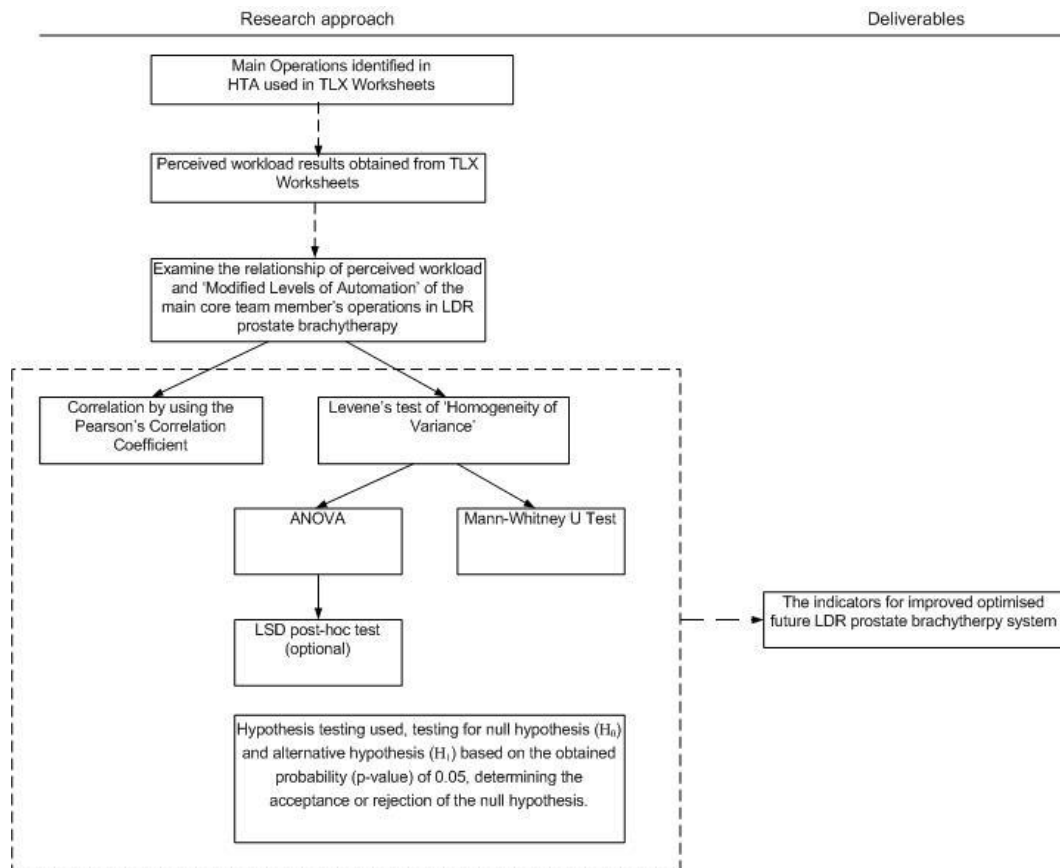 Research approach
Deliverables
Main Operations identified in
HTA used in TLX Worksheets
Perceived workload results obtained from TLX
Worksheets
Examine the relationship of perceived workload
and ‘Modified Levels of Automation’ of the
main core team member’s operations in LDR
prostate brachytherapy
Correlation by using the
Pearson’s Correlation
Coefficient
Levene’s test of ‘Homogeneity of
Variance’
ANOVA
Mann-Whitney U Test
LSD post-hoc test
(optional)
The indicators for improved optimised
future LDR prostate brachytherpy system
Hypothesis testing used, testing for null hypothesis (H₀)
and alternative hypothesis (H₁) based on the obtained
probability (p-value) of 0.05, determining the
acceptance or rejection of the null hypothesis.